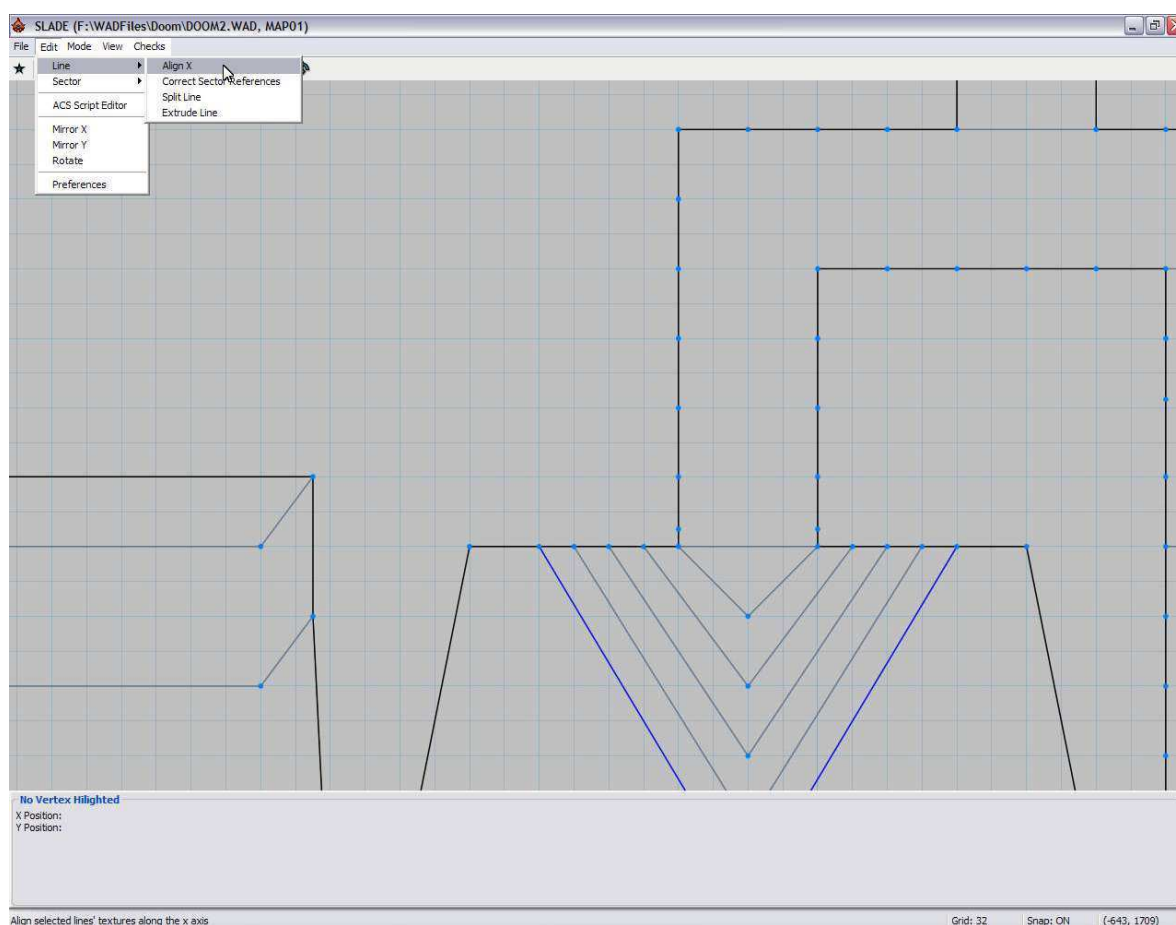 SLADE (F:\WADFiles\Doom\DOOM2.WAD, MAP01)
File Edit Mode View Checks
Line
Sector
ACS Script Editor
Mirror X
Mirror Y
Rotate
Preferences
Align X
Correct Sector References
Split Line
Extrude Line
No Vertex Hilighted
X Position:
Y Position:
Align selected lines' textures along the x axis
Grid: 32
Snap: ON
(-643, 1709)